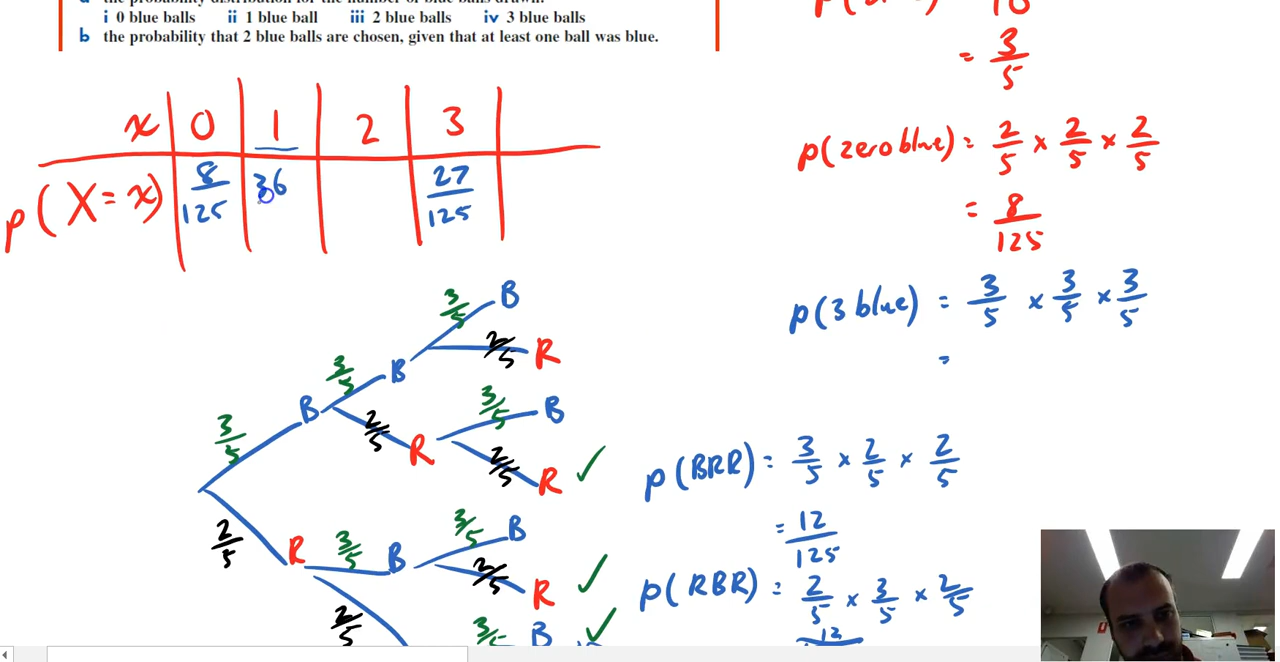 i 0 blue balls ii 1 blue ball iii 2 blue balls iv 3 blue balls
b the probability that 2 blue balls are chosen, given that at least one ball was blue.
= 3/5
x 0 1 2 3
p(X=x) 8/125 36 27/125
p(zero blue) = 2/5 × 2/5 × 2/5
= 8/125
p(3 blue) = 3/5 × 3/5 × 3/5
=
3/5 B
3/5 B 2/5 R
3/5 B 3/5 B
2/5 R 2/5 R ✓
p(BRR) = 3/5 × 2/5 × 2/5
= 12/125
2/5 R 3/5 B 3/5 B
2/5 R ✓
2/5 3/5 B ✓
p(RBR) = 2/5 × 3/5 × 2/5
12